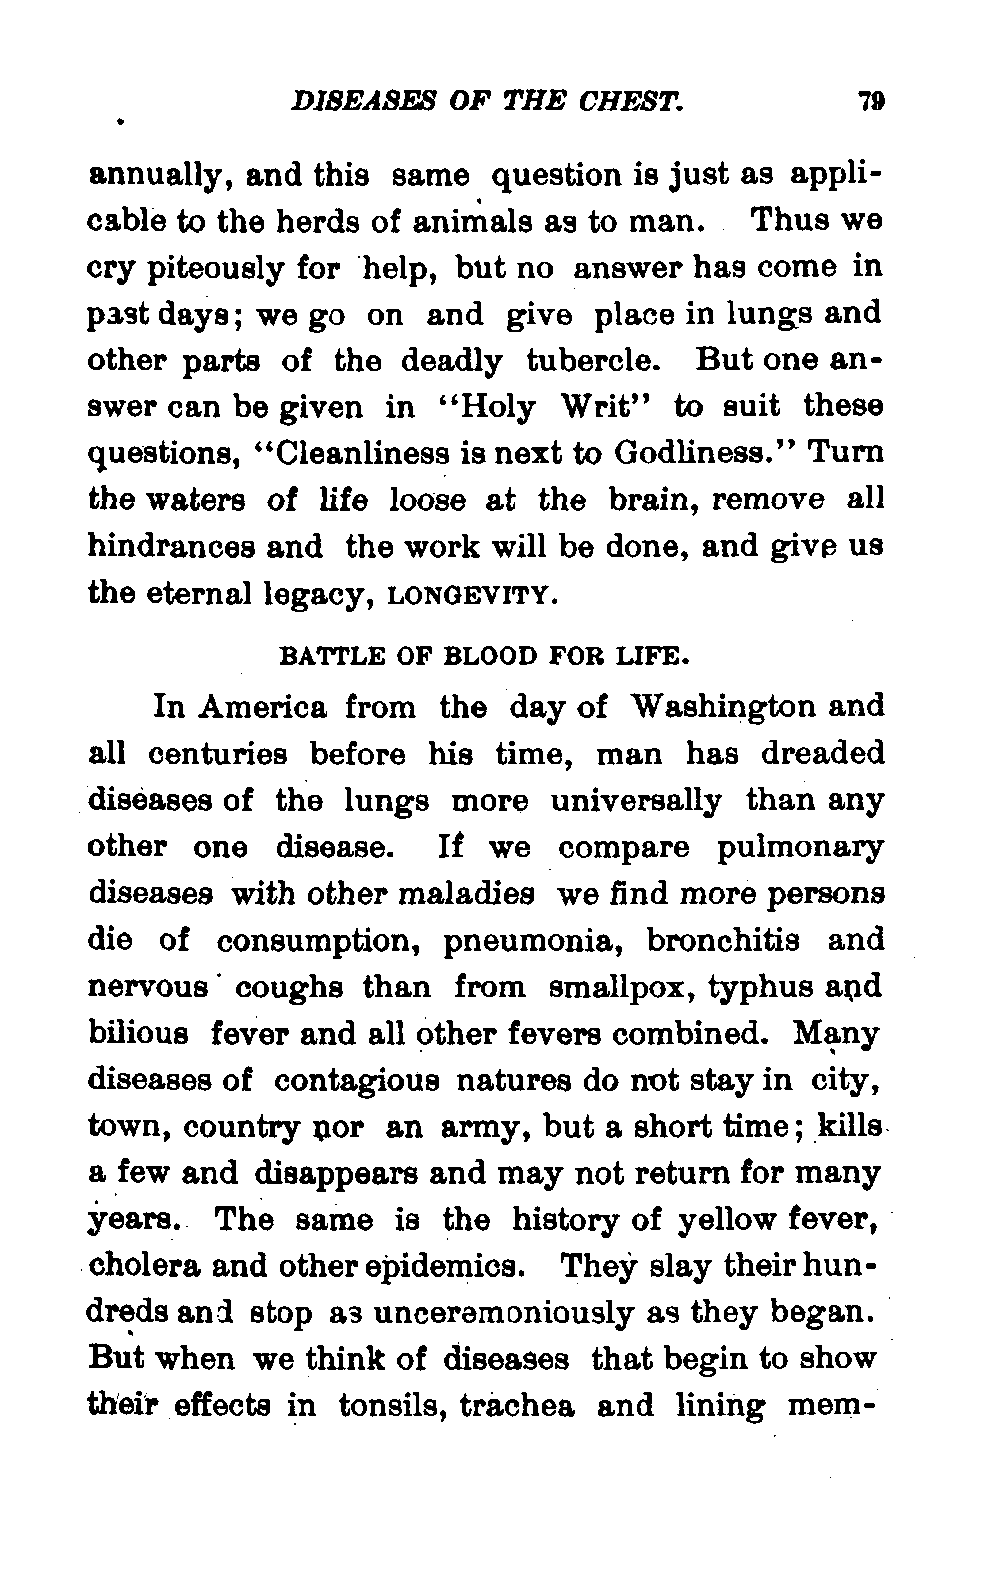 DISEASES OF THE CHEST. 79
annually, and this same question is just as appli-
cable to the herds of animals as to man. Thus we
cry piteously for help, but no answer has come in
past days; we go on and give place in lungs and
other parts of the deadly tubercle. But one an-
swer can be given in “Holy Writ” to suit these
questions, “Cleanliness is next to Godliness.” Turn
the waters of life loose at the brain, remove all
hindrances and the work will be done, and give us
the eternal legacy, LONGEVITY.
BATTLE OF BLOOD FOR LIFE.
In America from the day of Washington and
all centuries before his time, man has dreaded
diseases of the lungs more universally than any
other one disease. If we compare pulmonary
diseases with other maladies we find more persons
die of consumption, pneumonia, bronchitis and
nervous coughs than from smallpox, typhus and
bilious fever and all other fevers combined. Many
diseases of contagious natures do not stay in city,
town, country nor an army, but a short time; kills
a few and disappears and may not return for many
years. The same is the history of yellow fever,
cholera and other epidemics. They slay their hun-
dreds and stop as unceremoniously as they began.
But when we think of diseases that begin to show
their effects in tonsils, trachea and lining mem-